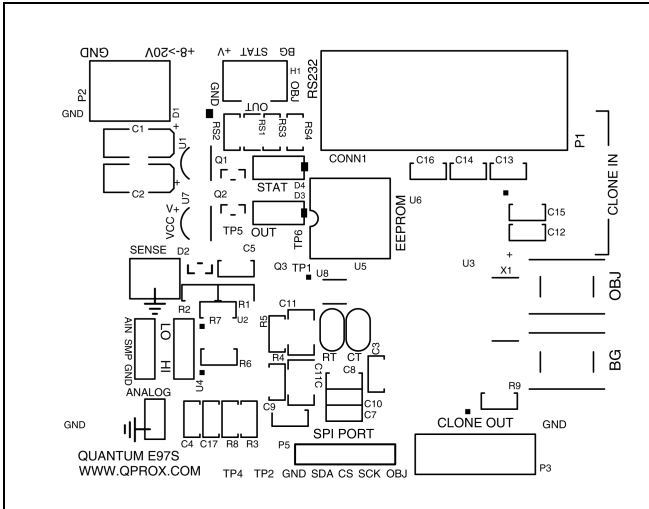 GND
+8->20V
+V
STAT
BG
H1
P2
GND
D1
GND
OUT
OBJ
RS232
P1
C1
+
RS2
RS1
RS3
RS4
CONN1
U1
Q1
STAT
D4
D3
C16
C14
C13
CLONE IN
C2
+
U7
Q2
EEPROM
U6
V+
VCC
TP5
OUT
TP6
C15
C12
SENSE
D2
C5
Q3
TP1
U8
U5
U3
+
X1
OBJ
R2
R1
C11
R7
U2
R5
AIN
SMP
GND
LO
HI
R6
R4
RT
CT
C3
BG
U4
C11C
C8
ANALOG
C9
C10
C7
R9
GND
C4
C17
R8
R3
SPI PORT
CLONE OUT
GND
QUANTUM E97S
P5
WWW.QPROX.COM
TP4
TP2
GND SDA CS SCK OBJ
P3